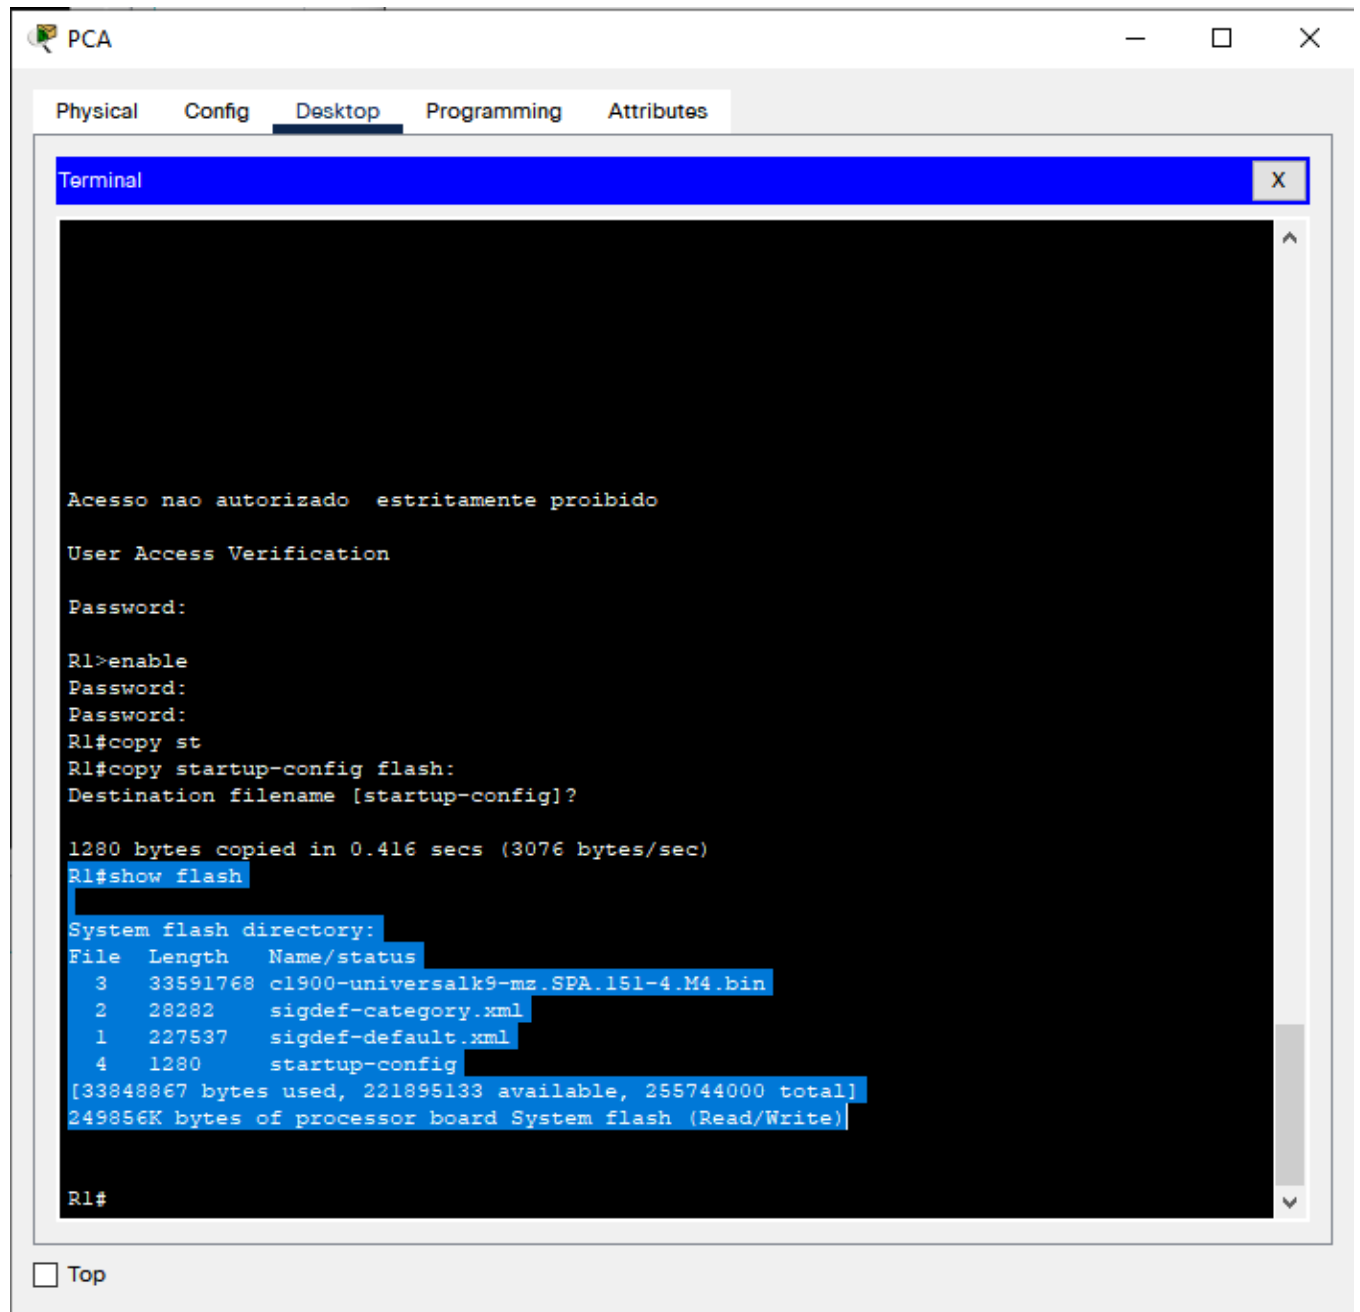 PCA
Physical Config Desktop Programming Attributes
Terminal
X
Acesso nao autorizado  estritamente proibido
User Access Verification
Password:
R1>enable
Password:
Password:
R1#copy st
R1#copy startup-config flash:
Destination filename [startup-config]?
1280 bytes copied in 0.416 secs (3076 bytes/sec)
R1#show flash
System flash directory:
File  Length   Name/status
  3   33591768 c1900-universalk9-mz.SPA.151-4.M4.bin
  2   28282    sigdef-category.xml
  1   227537   sigdef-default.xml
  4   1280     startup-config
[33848867 bytes used, 221895133 available, 255744000 total]
249856K bytes of processor board System flash (Read/Write)
R1#
Top